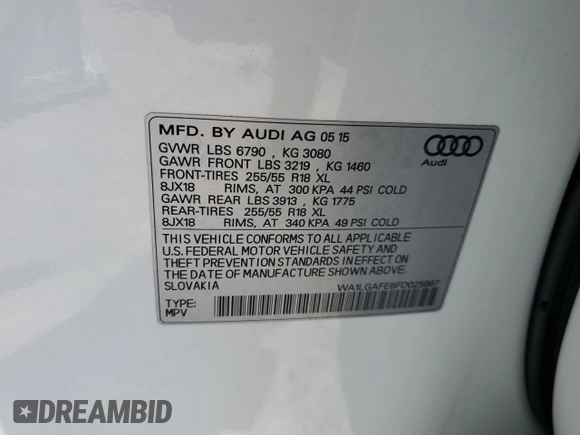 MFD. BY AUDI AG 05 15
GVWR LBS 6790 , KG 3080
GAWR FRONT LBS 3219 , KG 1460
FRONT-TIRES 255/55 R18 XL
8JX18 RIMS, AT 300 KPA 44 PSI COLD
GAWR REAR LBS 3913 , KG 1775
REAR-TIRES 255/55 R18 XL
8JX18 RIMS, AT 340 KPA 49 PSI COLD
THIS VEHICLE CONFORMS TO ALL APPLICABLE
U.S. FEDERAL MOTOR VEHICLE SAFETY AND
THEFT PREVENTION STANDARDS IN EFFECT ON
THE DATE OF MANUFACTURE SHOWN ABOVE.
SLOVAKIA
TYPE:
MPV
Audi
DREAMBID